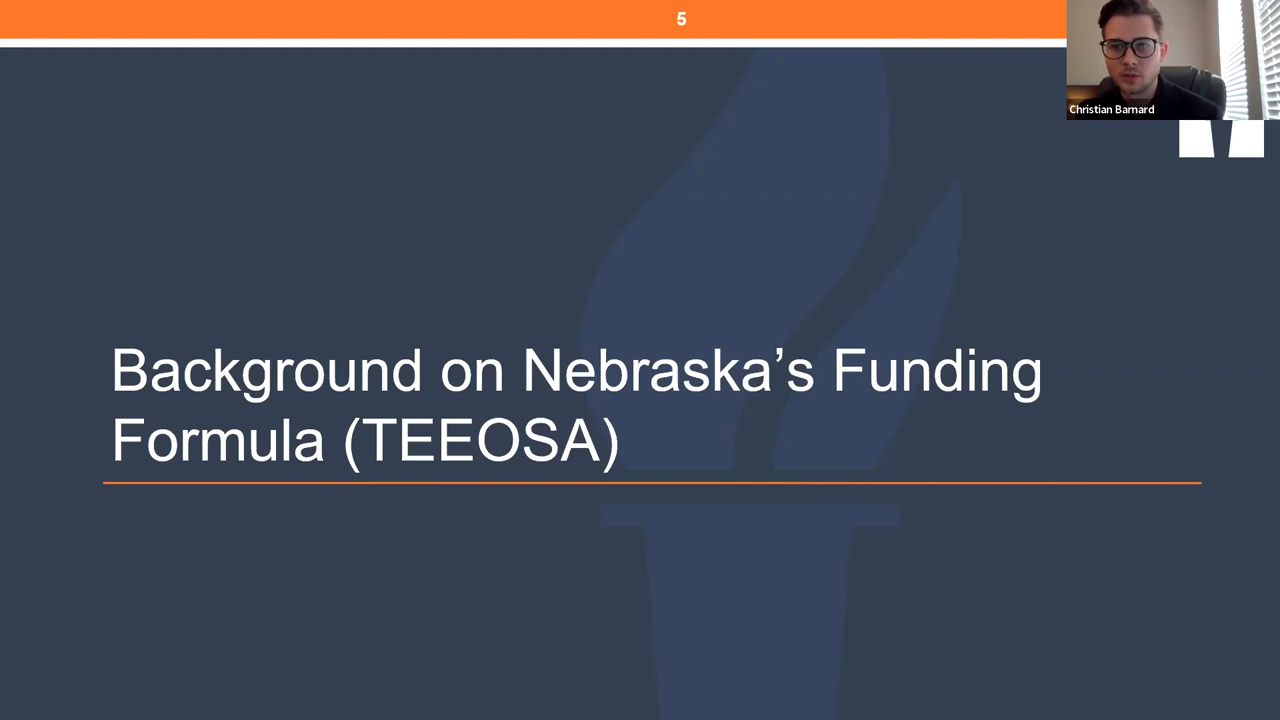 5
Christian Barnard
Background on Nebraska’s Funding
Formula (TEEOSA)